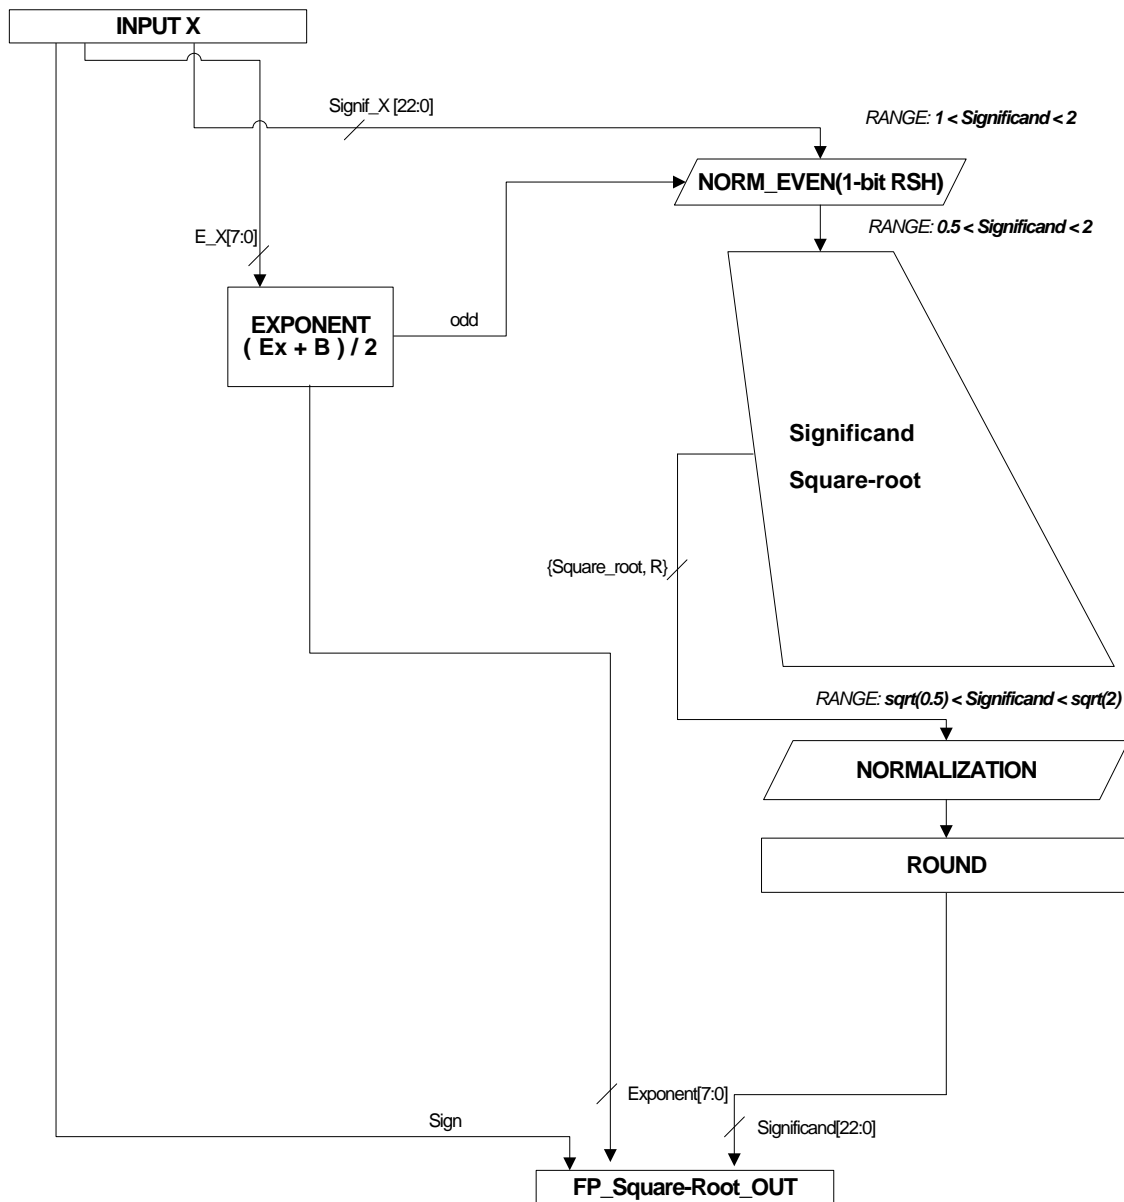 INPUT X
Signif_X [22:0]
RANGE: 1 < Significand < 2
NORM_EVEN(1-bit RSH)
RANGE: 0.5 < Significand < 2
E_X[7:0]
EXPONENT
( Ex + B ) / 2
odd
Significand
Square-root
{Square_root, R}
RANGE: sqrt(0.5) < Significand < sqrt(2)
NORMALIZATION
ROUND
Exponent[7:0]
Sign
Significand[22:0]
FP_Square-Root_OUT